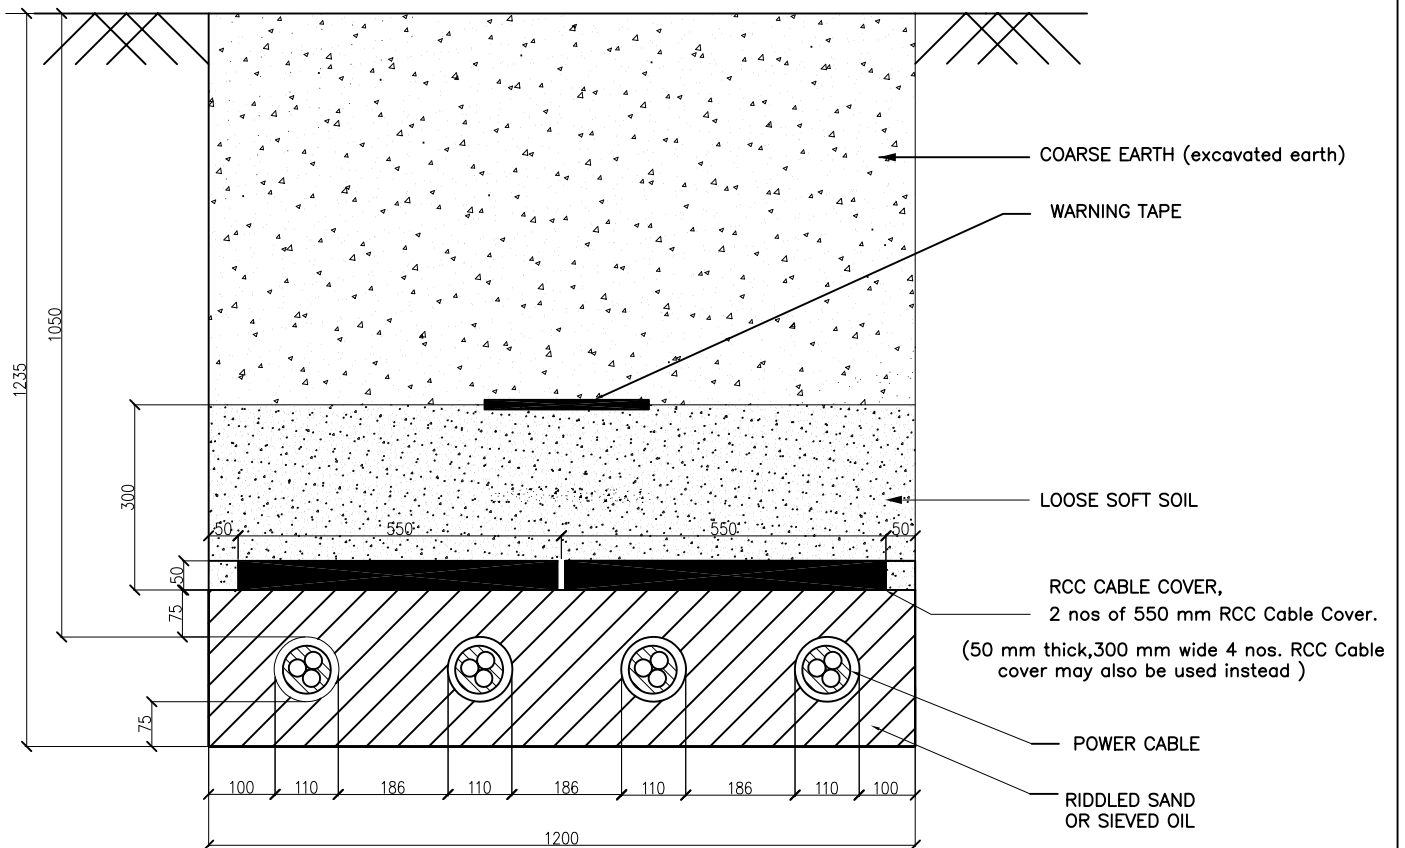 COARSE EARTH (excavated earth)
WARNING TAPE
1050
1235
300
LOOSE SOFT SOIL
50 550 550 50
50
RCC CABLE COVER,
75
2 nos of 550 mm RCC Cable Cover.
(50 mm thick,300 mm wide 4 nos. RCC Cable
cover may also be used instead )
75
POWER CABLE
100 110 186 110 186 110 186 110 100
RIDDLED SAND
OR SIEVED OIL
1200